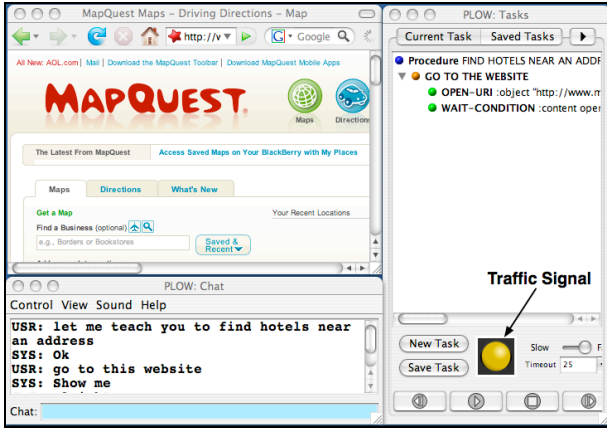 MapQuest Maps - Driving Directions - Map
http://v
Google
All New: AOL.com | Mail | Download the MapQuest Toolbar | Download MapQuest Mobile Apps
MAPQUEST.
Maps
Direction
The Latest From MapQuest
Access Saved Maps on Your BlackBerry with My Places
Maps
Directions
What's New
Get a Map
Your Recent Locations
Find a Business (optional)
e.g., Borders or Bookstores
Saved &
Recent
PLOW: Chat
Control View Sound Help
USR: let me teach you to find hotels near
an address
SYS: Ok
USR: go to this website
SYS: Show me
Chat:
PLOW: Tasks
Current Task
Saved Tasks
Procedure FIND HOTELS NEAR AN ADDR
GO TO THE WEBSITE
OPEN-URI :object "http://www.m
WAIT-CONDITION :content oper
Traffic Signal
New Task
Slow
F
Save Task
Timeout
25